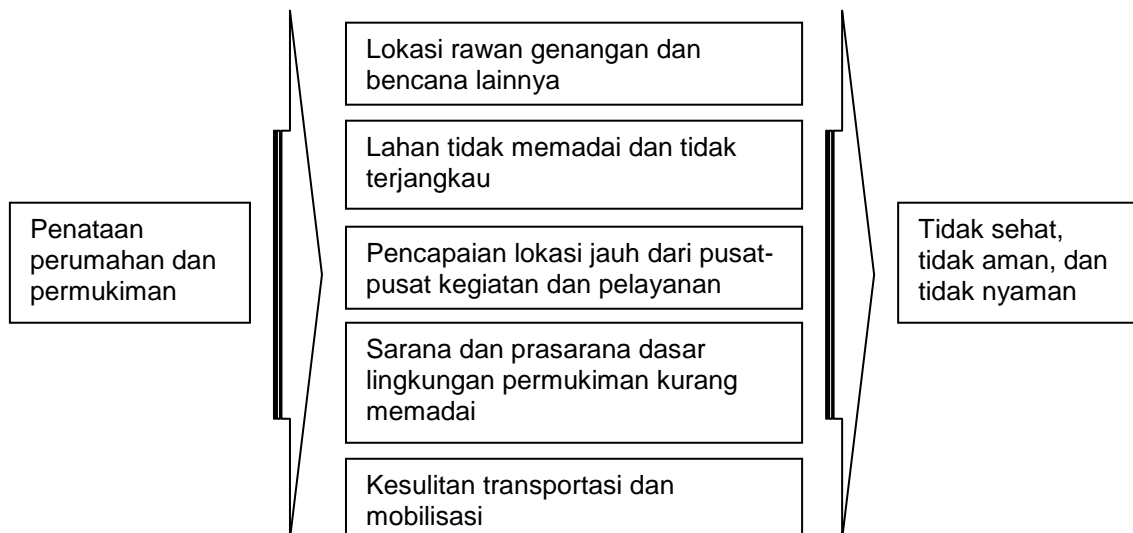 Penataan
perumahan dan
permukiman
Lokasi rawan genangan dan
bencana lainnya
Lahan tidak memadai dan tidak
terjangkau
Pencapaian lokasi jauh dari pusat-
pusat kegiatan dan pelayanan
Sarana dan prasarana dasar
lingkungan permukiman kurang
memadai
Kesulitan transportasi dan
mobilisasi
Tidak sehat,
tidak aman, dan
tidak nyaman